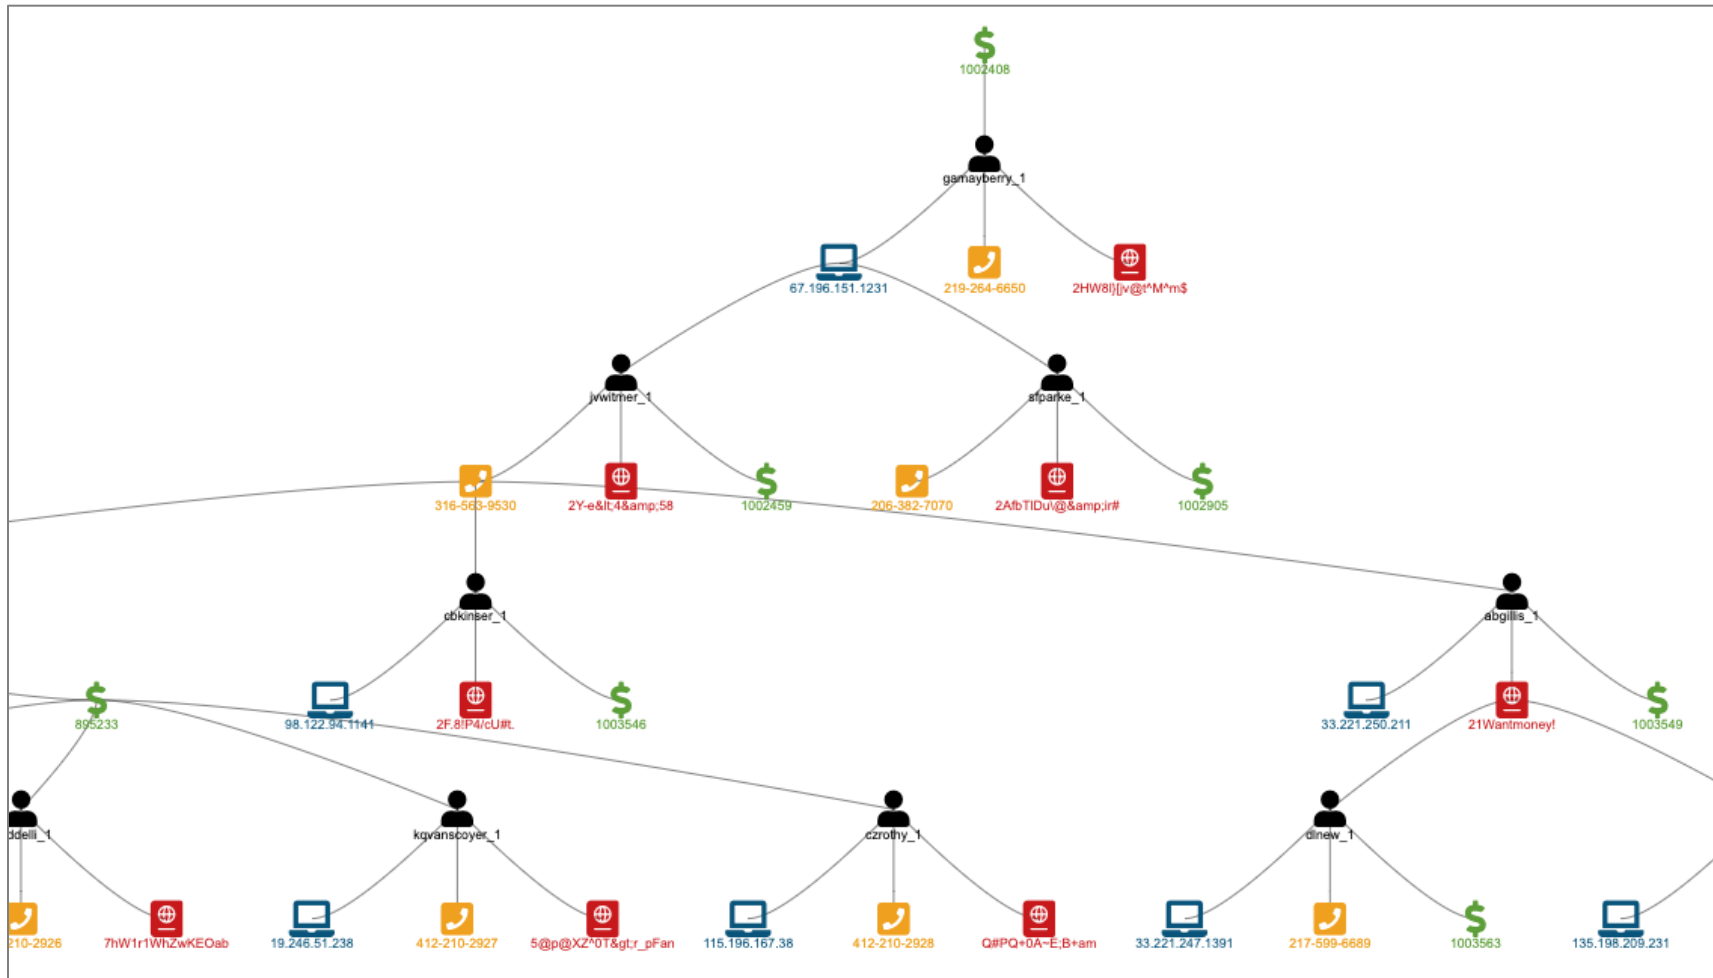 1002408
gamayberry_1
67.196.151.1231
219-264-6650
2HW8l}[jv@t^M^m$
jvwitmer_1
sfparke_1
316-563-9530
2Y-e&lt;4&amp;58
1002459
206-382-7070
2AfbTlDu\@&amp;ir#
1002905
cbkinser_1
abgillis_1
895233
98.122.94.1141
2F.8!P4/cU#t.
1003546
33.221.250.211
21Wantmoney!
1003549
ddelli_1
kqvanscoyer_1
czrothy_1
dlnew_1
210-2926
7hW1r1WhZwKEOab
19.246.51.238
412-210-2927
5@p@XZ^0T&gt;r_pFan
115.196.167.38
412-210-2928
Q#PQ+0A~E;B+am
33.221.247.1391
217-599-6689
1003563
135.198.209.231